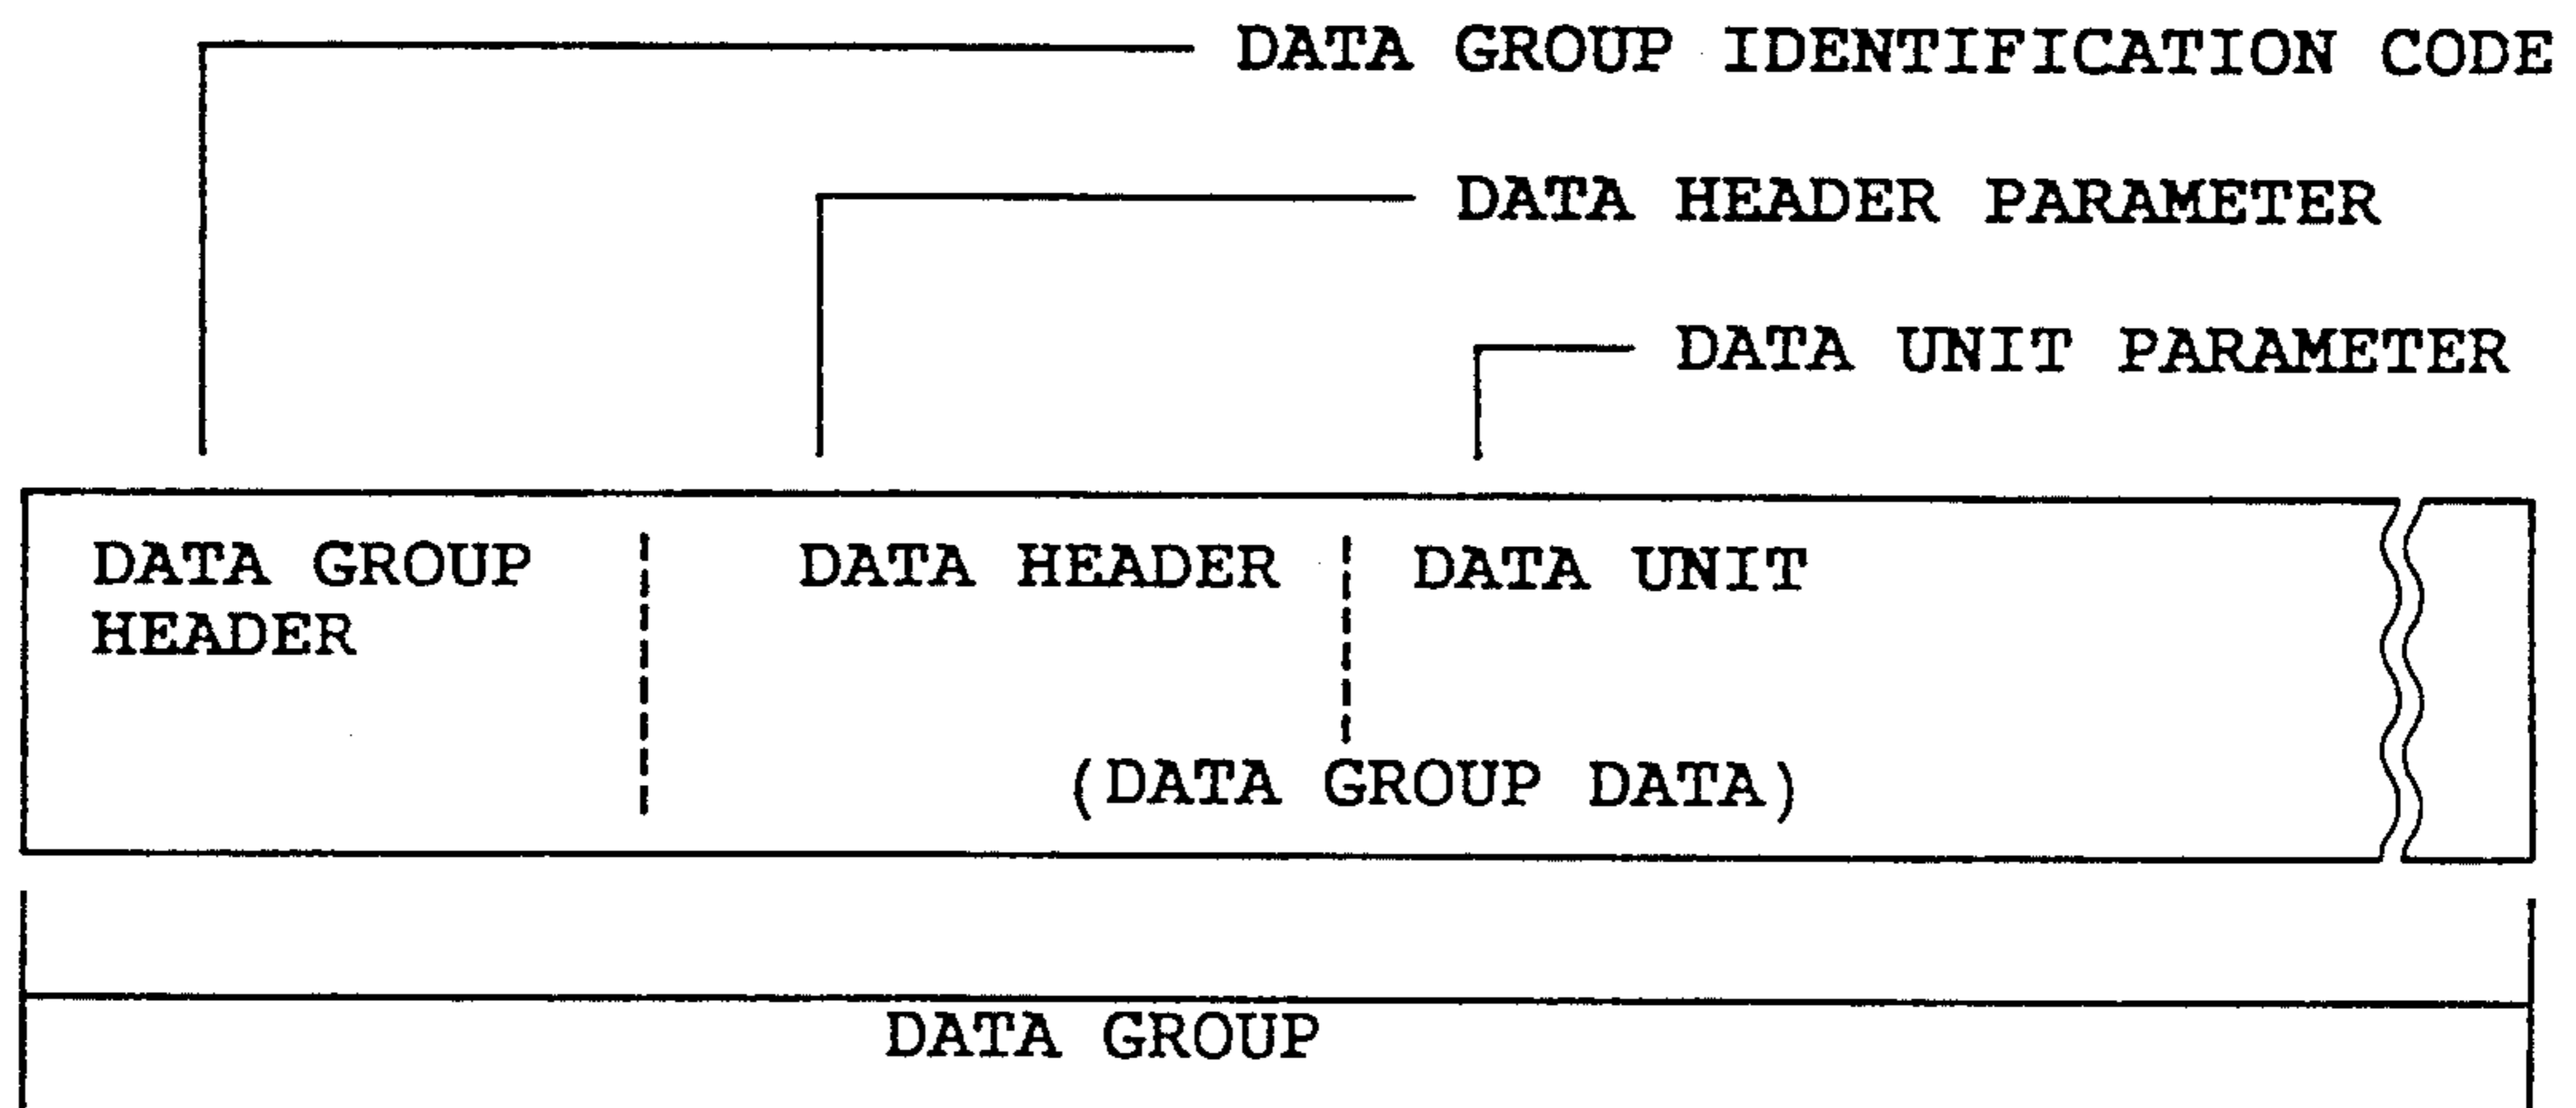 DATA GROUP IDENTIFICATION CODE
DATA HEADER PARAMETER
DATA UNIT PARAMETER
DATA GROUP
HEADER
DATA HEADER
DATA UNIT
(DATA GROUP DATA)
DATA GROUP